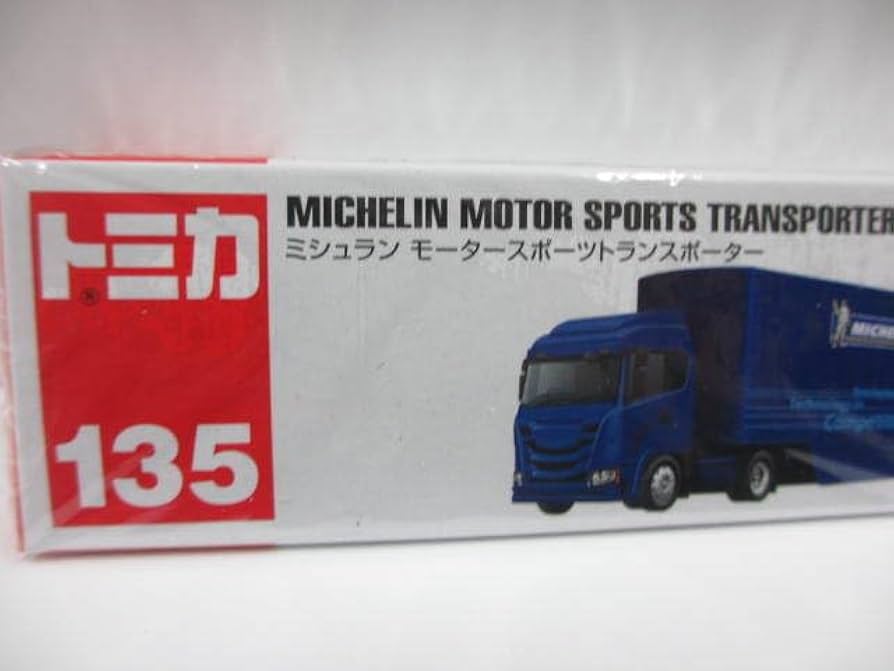 トミカ
®
135
MICHELIN MOTOR SPORTS TRANSPORTER
ミシュラン モータースポーツトランスポーター